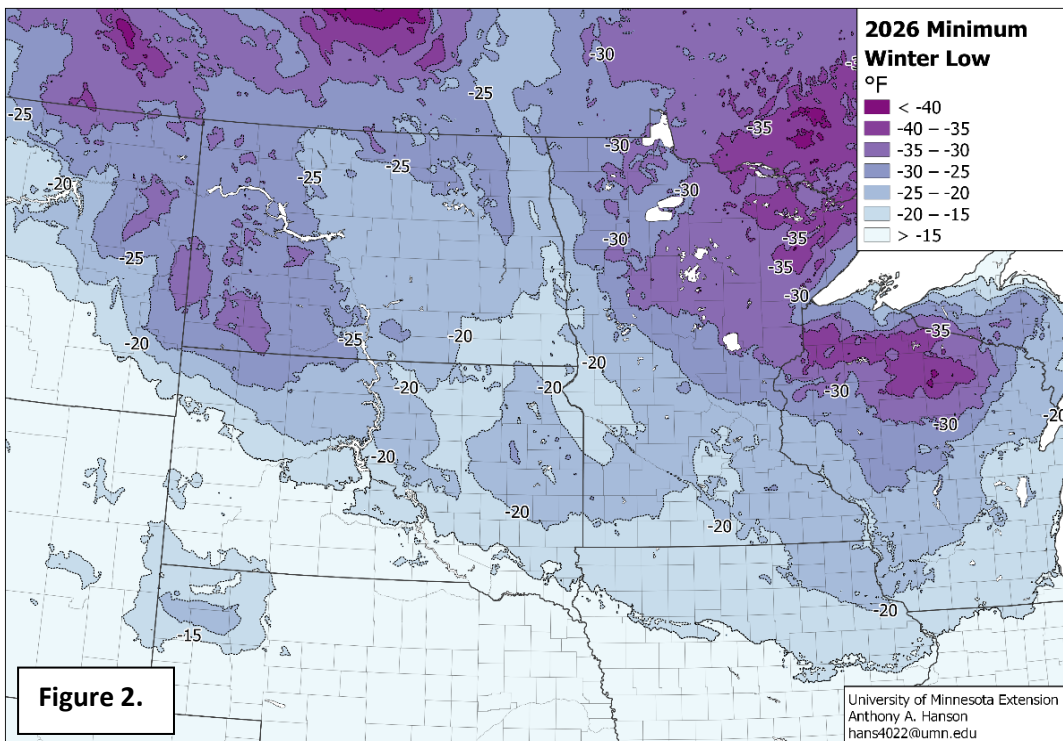 2026 Minimum
Winter Low
°F
< -40
-40 – -35
-35 – -30
-30 – -25
-25 – -20
-20 – -15
> -15
-30
-25
-25
-35
-30
-25
-25
-20
-30
-25
-30
-35
-25
-35
-30
-35
-20
-25
-20
-20
-20
-20
-30
-30
-20
-20
-20
-20
-20
-15
Figure 2.
University of Minnesota Extension
Anthony A. Hanson
hans4022@umn.edu